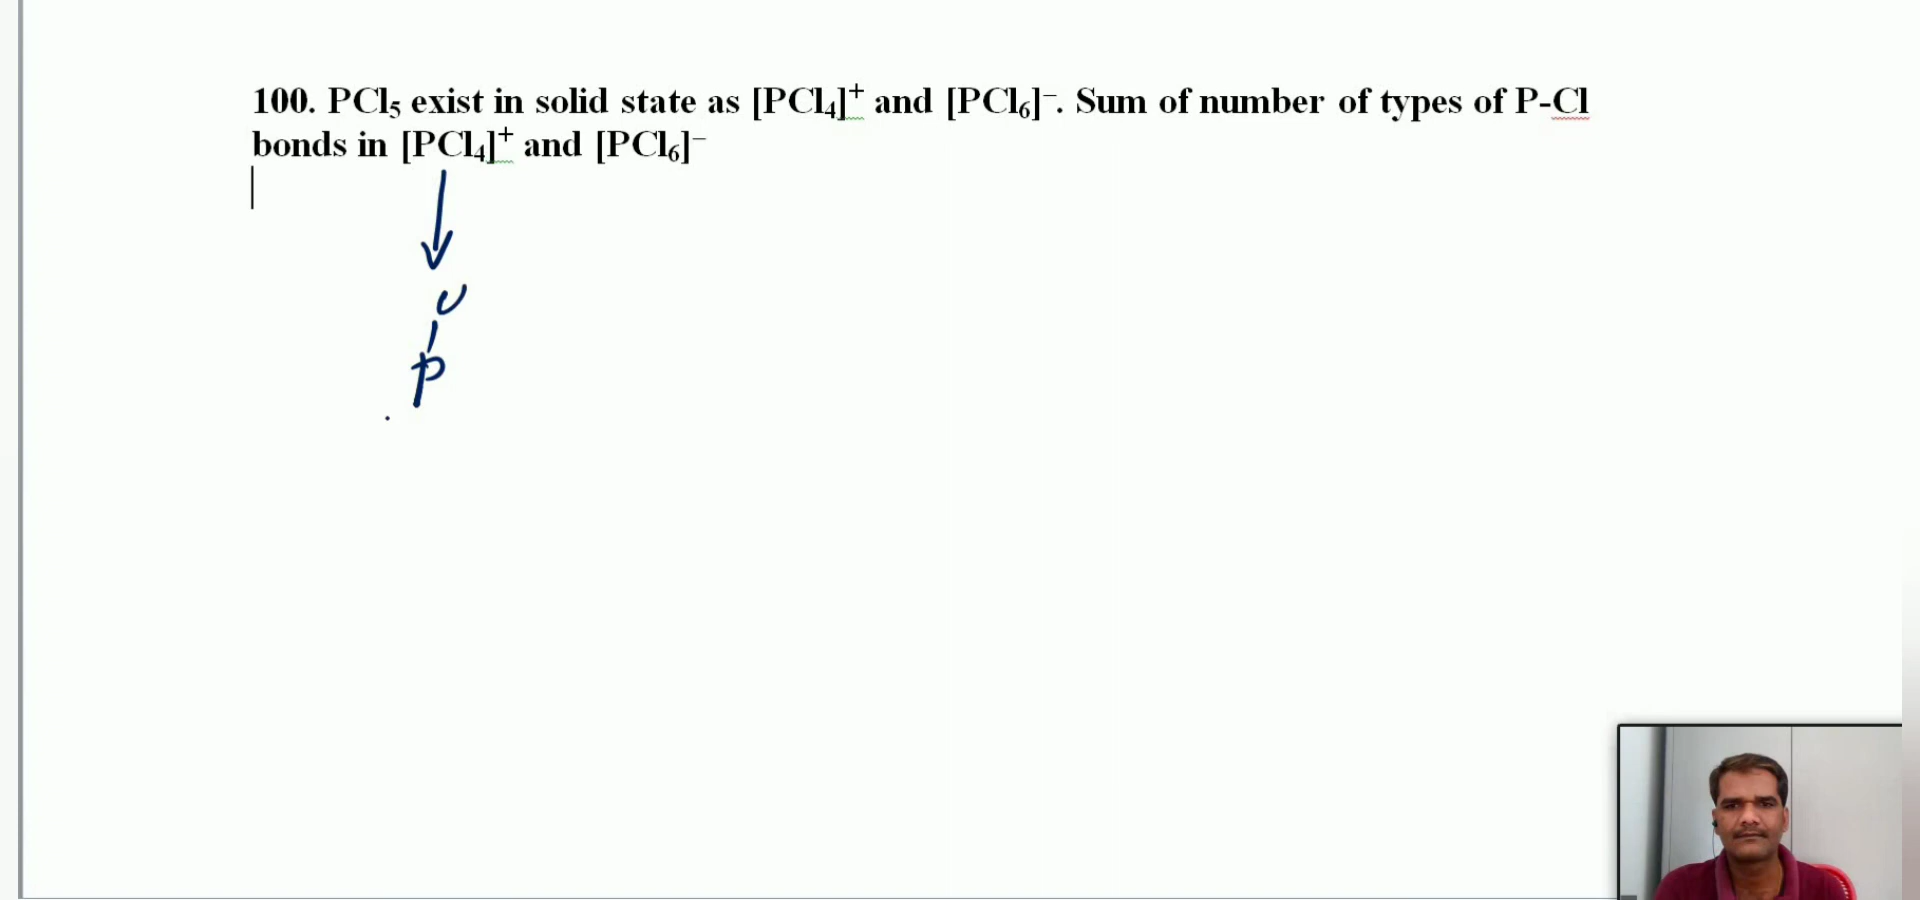 100. PCl₅ exist in solid state as [PCl₄]⁺ and [PCl₆]⁻. Sum of number of types of P-Cl
bonds in [PCl₄]⁺ and [PCl₆]⁻
Cl
P